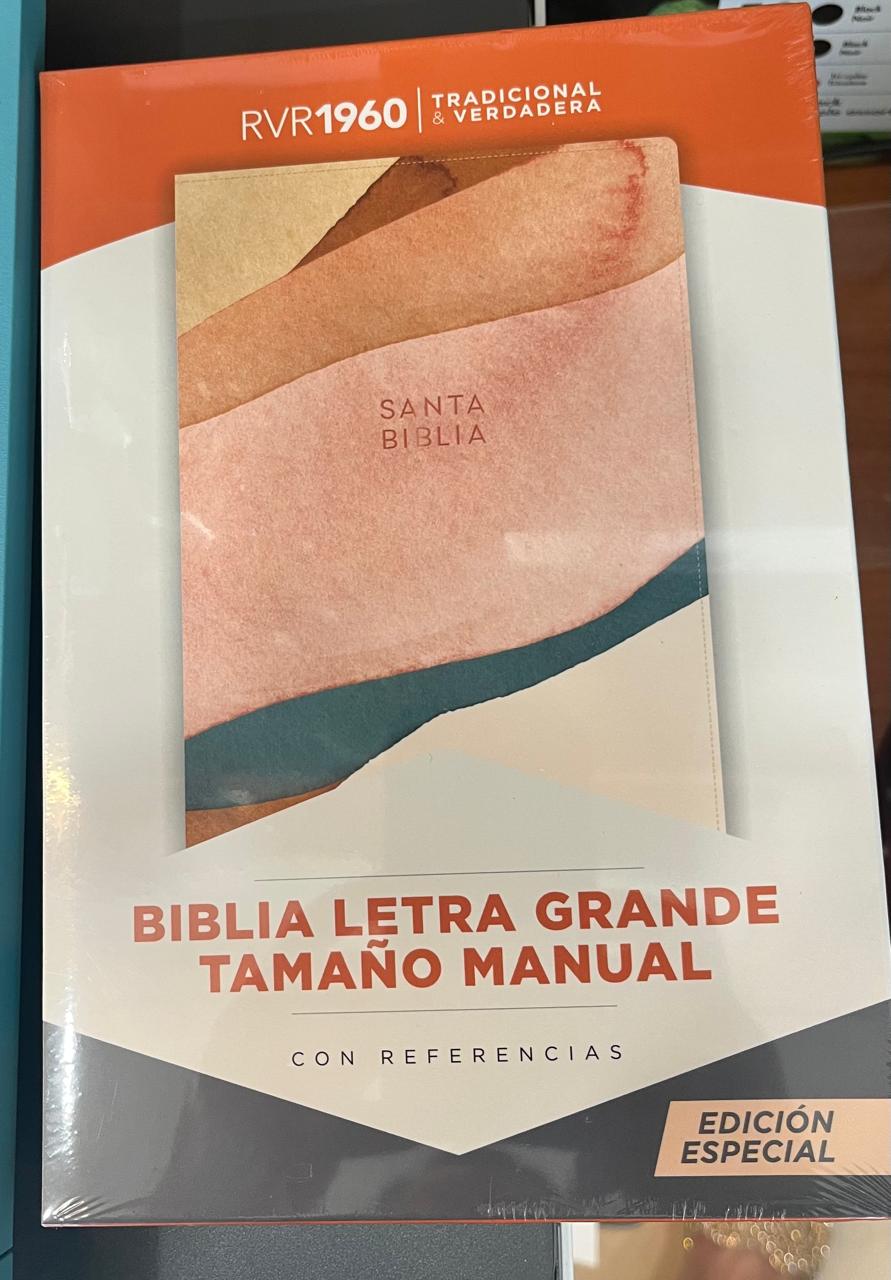 RVR1960 | TRADICIONAL
& VERDADERA
SANTA
BIBLIA
BIBLIA LETRA GRANDE
TAMAÑO MANUAL
CON REFERENCIAS
EDICIÓN
ESPECIAL